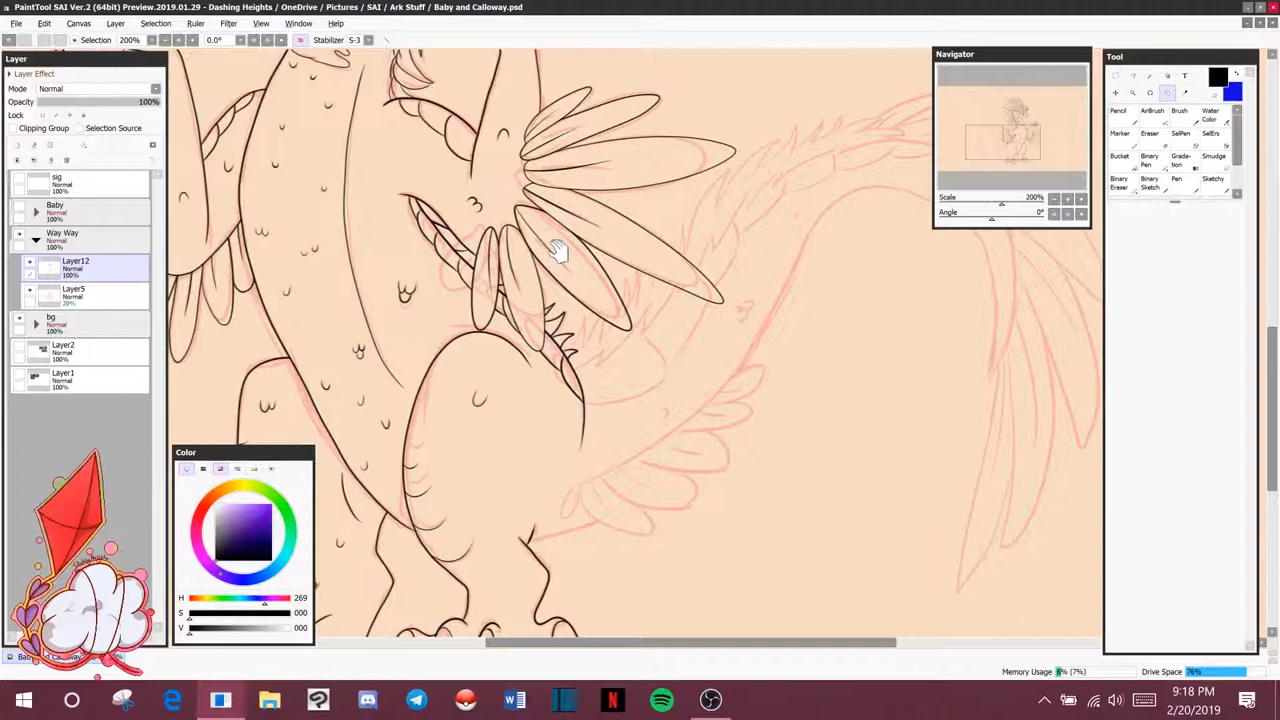 PaintTool SAI Ver.2 (64bit) Preview.2019.01.29 - Dashing Heights / OneDrive / Pictures / SAI / Ark Stuff / Baby and Calloway.psd
File Edit Canvas Layer Selection Ruler Filter View Window Help
Selection 200% 0.0° Stabilizer S-3
Layer
Layer Effect
Mode Normal
Opacity 100%
Lock
Clipping Group Selection Source
sig
Normal
100%
Baby
Normal
100%
Way Way
Normal
100%
Layer12
Normal
100%
Layer5
Normal
20%
bg
Normal
100%
Layer2
Normal
100%
Layer1
Normal
100%
Color
H 269
S 000
V 000
Navigator
Scale 200%
Angle 0°
Tool
T
Pencil AirBrush Brush Water Color
Marker Eraser SelPen SelErs
Bucket Binary Pen Gradation Smudge
Binary Eraser Binary Sketch Pen Sketchy
Memory Usage 6% (7%) Drive Space 76%
9:18 PM
2/20/2019